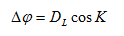 Δφ = D_L cos K